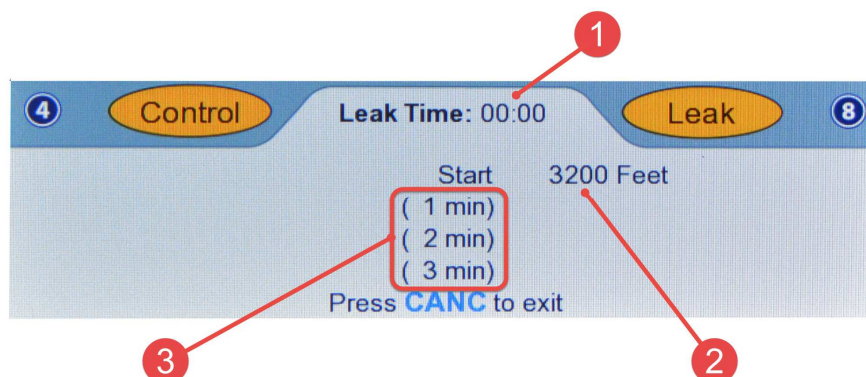 1
4 Control Leak Time: 00:00 Leak 8
Start 3200 Feet
( 1 min)
( 2 min)
( 3 min)
Press CANC to exit
3 2